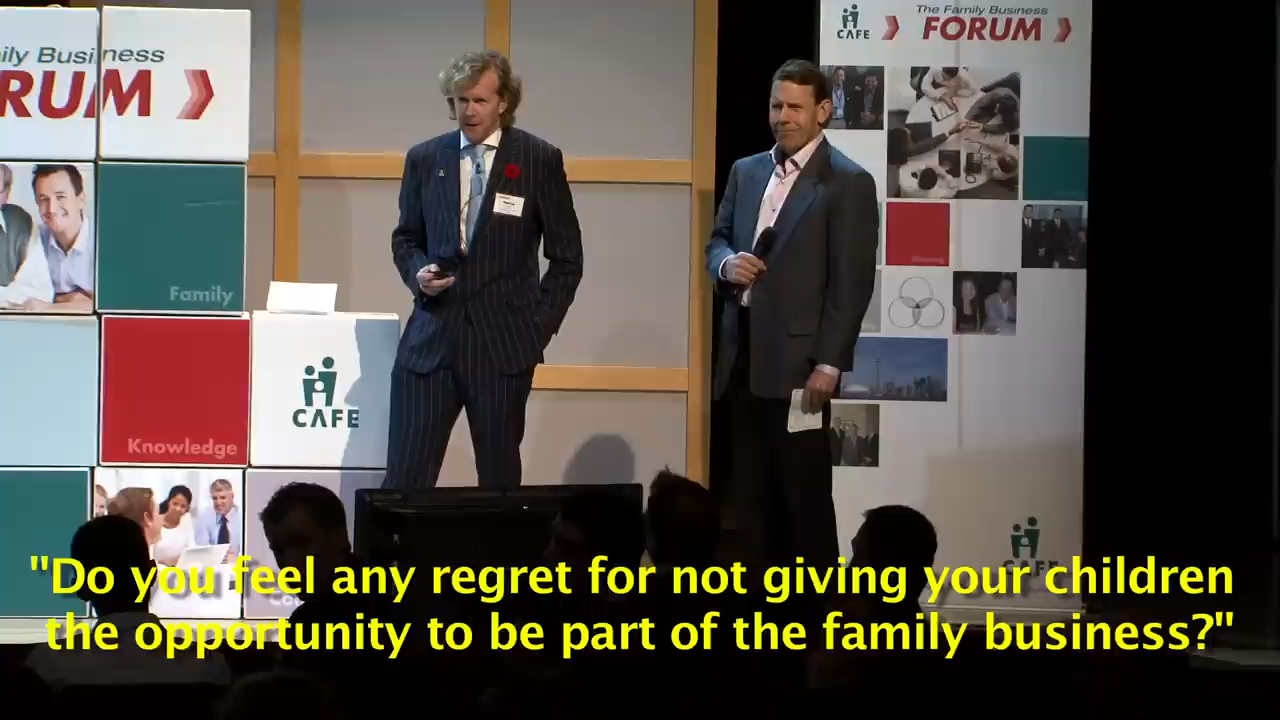 ily Business
RUM
The Family Business
CAFE FORUM
Family
Knowledge
CAFE
CAFE
"Do you feel any regret for not giving your children
the opportunity to be part of the family business?"